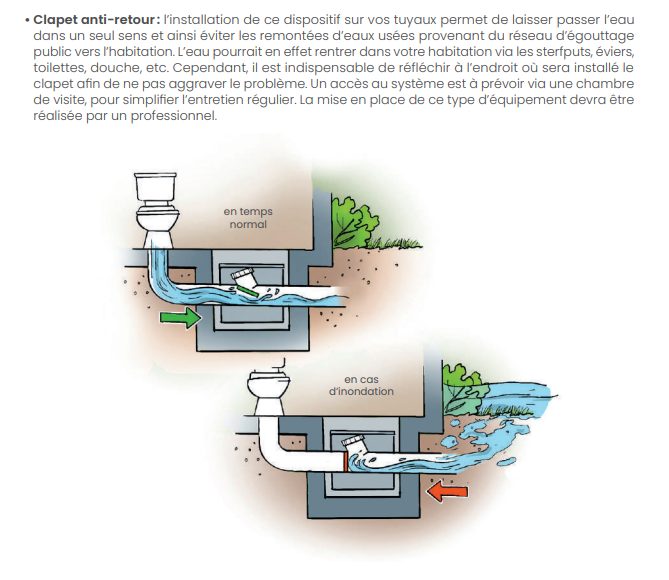 • Clapet anti-retour : l'installation de ce dispositif sur vos tuyaux permet de laisser passer l'eau
dans un seul sens et ainsi éviter les remontées d'eaux usées provenant du réseau d'égouttage
public vers l'habitation. L'eau pourrait en effet rentrer dans votre habitation via les sterfputs, éviers,
toilettes, douche, etc. Cependant, il est indispensable de réfléchir à l'endroit où sera installé le
clapet afin de ne pas aggraver le problème. Un accès au système est à prévoir via une chambre
de visite, pour simplifier l'entretien régulier. La mise en place de ce type d'équipement devra être
réalisée par un professionnel.
en temps
normal
en cas
d'inondation